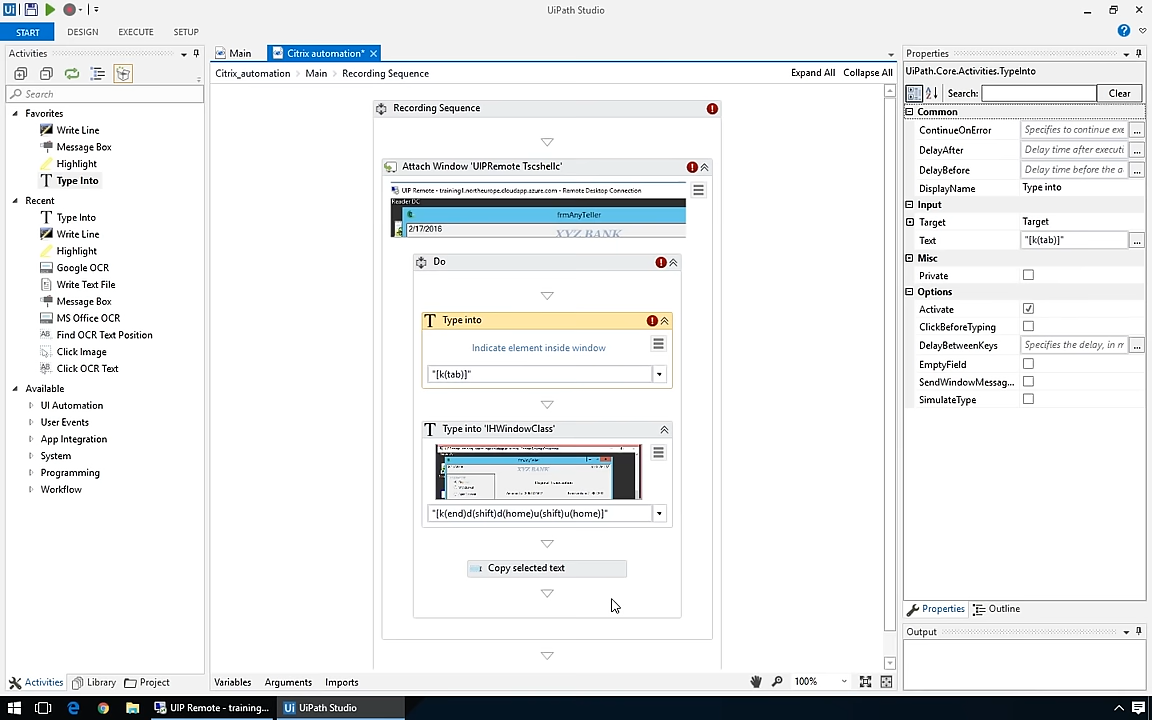 Ui
UiPath Studio
START
DESIGN
EXECUTE
SETUP
Activities
Main
Citrix automation*
Properties
Citrix_automation > Main > Recording Sequence
Expand All
Collapse All
UiPath.Core.Activities.TypeInto
Search
Search:
Clear
Favorites
Write Line
Message Box
Highlight
Type Into
Recent
Type Into
Write Line
Highlight
Google OCR
Write Text File
Message Box
MS Office OCR
Find OCR Text Position
Click Image
Click OCR Text
Available
UI Automation
User Events
App Integration
System
Programming
Workflow
Recording Sequence
Attach Window 'UIPRemote Tscshellc'
UIP Remote - training1.northeurope.cloudapp.azure.com - Remote Desktop Connection
Reader DC
frmAnyTeller
2/17/2016
XYZ BANK
Do
Type into
Indicate element inside window
"[k(tab)]"
Type into 'IHWindowClass'
XYZ BANK
"[k(end)d(shift)d(home)u(shift)u(home)]"
Copy selected text
Common
ContinueOnError
Specifies to continue exe
...
DelayAfter
Delay time after executi
...
DelayBefore
Delay time before the a
...
DisplayName
Type into
Input
Target
Target
Text
"[k(tab)]"
...
Misc
Private
Options
Activate
ClickBeforeTyping
DelayBetweenKeys
Specifies the delay, in m
...
EmptyField
SendWindowMessag...
SimulateType
Properties
Outline
Output
Activities
Library
Project
Variables
Arguments
Imports
100%
UIP Remote - training...
Ui
UiPath Studio